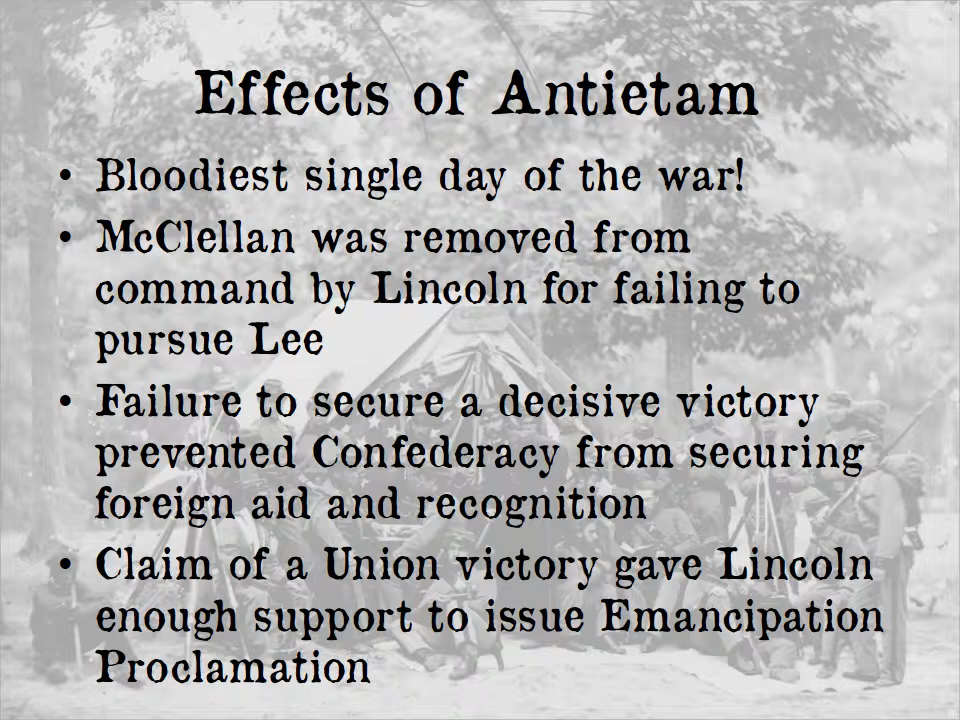 Effects of Antietam
• Bloodiest single day of the war!
• McClellan was removed from
command by Lincoln for failing to
pursue Lee
• Failure to secure a decisive victory
prevented Confederacy from securing
foreign aid and recognition
• Claim of a Union victory gave Lincoln
enough support to issue Emancipation
Proclamation